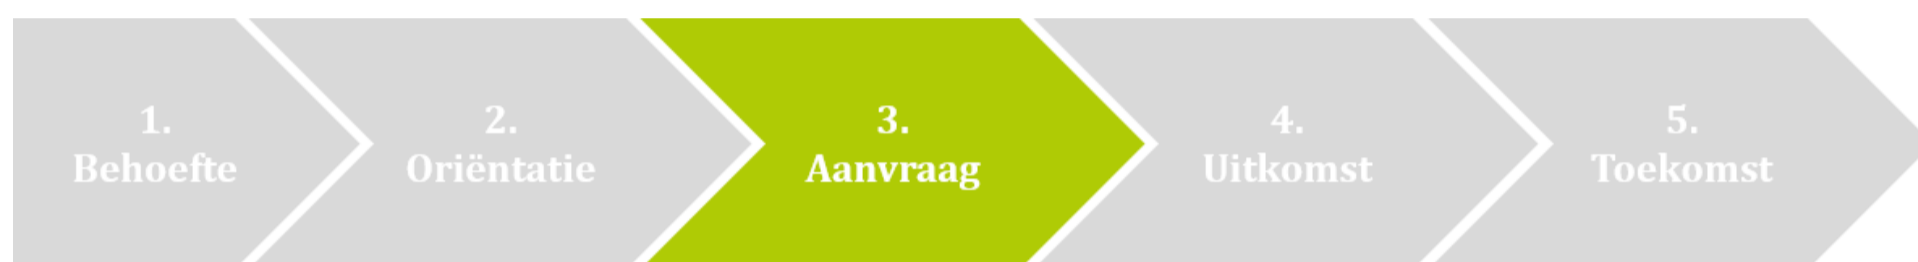 1.
Behoefte
2.
Oriëntatie
3.
Aanvraag
4.
Uitkomst
5.
Toekomst